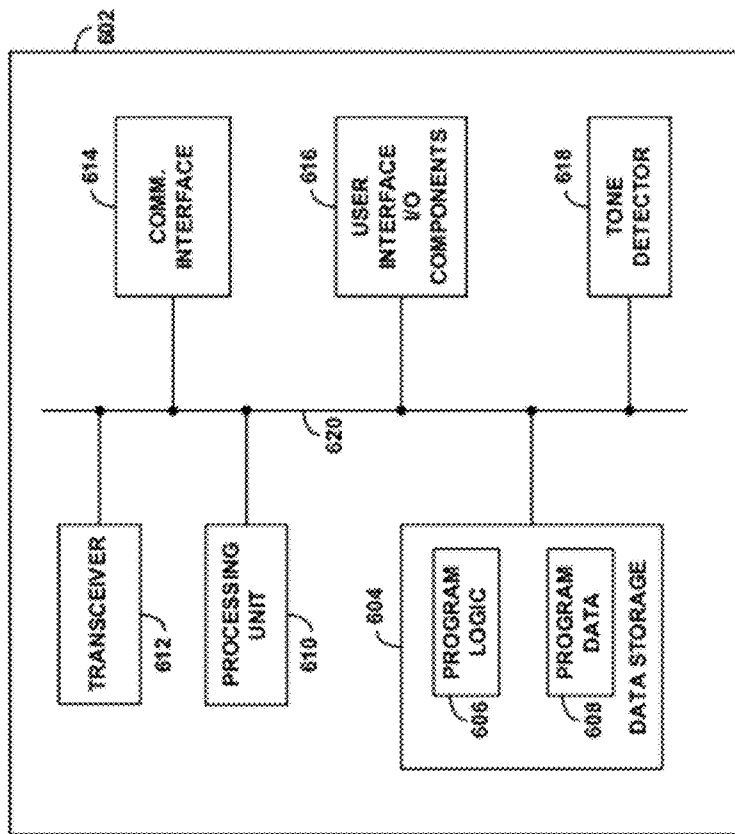 602
614
COMM.
INTERFACE
616
USER
INTERFACE
I/O
COMPONENTS
618
TONE
DETECTOR
620
TRANSCEIVER
612
PROCESSING
UNIT
610
604
PROGRAM
LOGIC
606
PROGRAM
DATA
608
DATA STORAGE